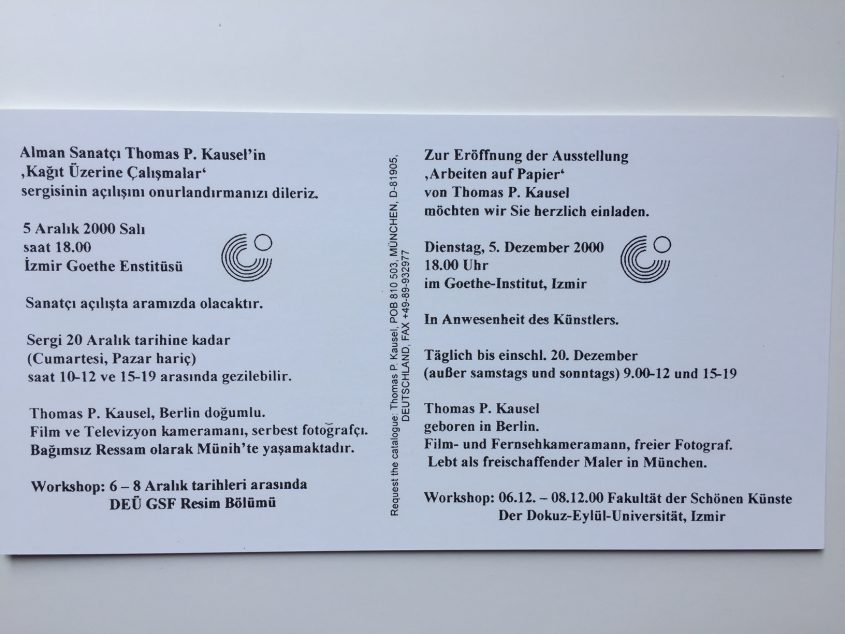 Alman Sanatçı Thomas P. Kausel’in
‚Kağıt Üzerine Çalışmalar‘
sergisinin açılışını onurlandırmanızı dileriz.
5 Aralık 2000 Salı
saat 18.00
İzmir Goethe Enstitüsü
Sanatçı açılışta aramızda olacaktır.
Sergi 20 Aralık tarihine kadar
(Cumartesi, Pazar hariç)
saat 10-12 ve 15-19 arasında gezilebilir.
Thomas P. Kausel, Berlin doğumlu.
Film ve Televizyon kameramanı, serbest fotoğrafçı.
Bağımsız Ressam olarak Münih’te yaşamaktadır.
Workshop: 6 – 8 Aralık tarihleri arasında
DEÜ GSF Resim Bölümü
Request the catalogue: Thomas P. Kausel, POB 810 503, MÜNCHEN, D-81905,
DEUTSCHLAND, FAX +49-89-932977
Zur Eröffnung der Ausstellung
‚Arbeiten auf Papier‘
von Thomas P. Kausel
möchten wir Sie herzlich einladen.
Dienstag, 5. Dezember 2000
18.00 Uhr
im Goethe-Institut, Izmir
In Anwesenheit des Künstlers.
Täglich bis einschl. 20. Dezember
(außer samstags und sonntags) 9.00-12 und 15-19
Thomas P. Kausel
geboren in Berlin.
Film- und Fernsehkameramann, freier Fotograf.
Lebt als freischaffender Maler in München.
Workshop: 06.12. – 08.12.00 Fakultät der Schönen Künste
Der Dokuz-Eylül-Universität, Izmir